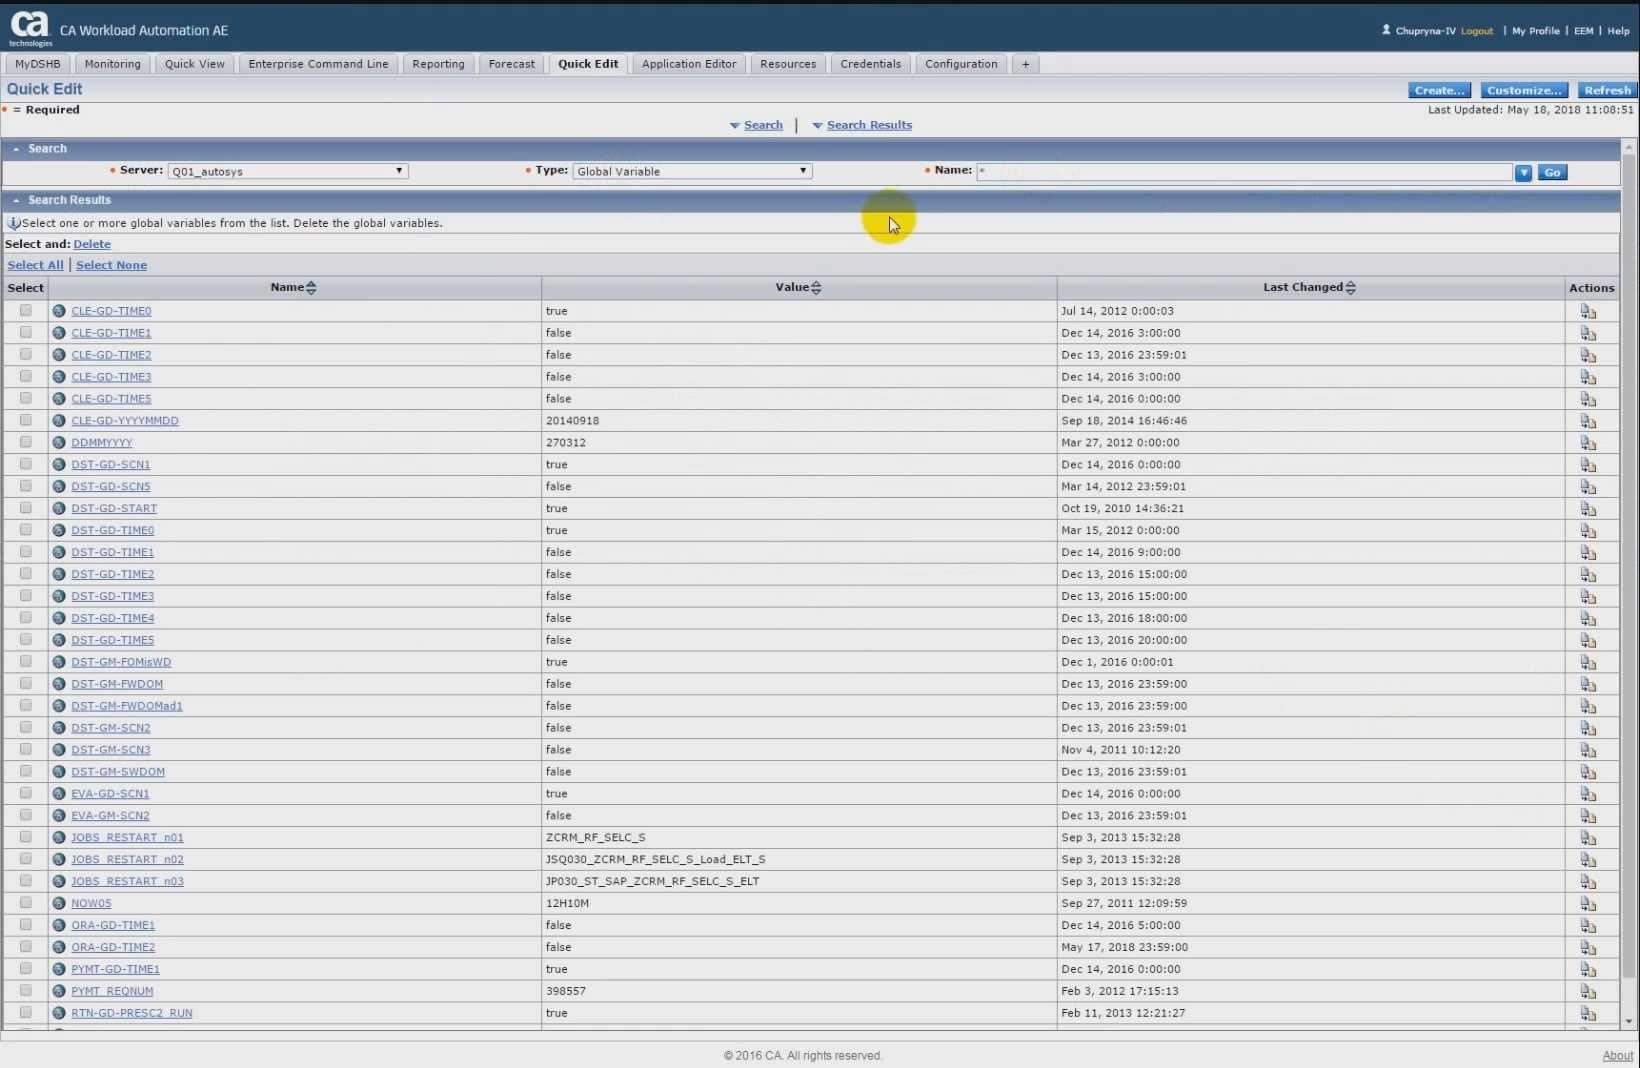 ca
technologies
CA Workload Automation AE
Chupryna-IV Logout | My Profile | EEM | Help
MyDSHB Monitoring Quick View Enterprise Command Line Reporting Forecast Quick Edit Application Editor Resources Credentials Configuration +
Quick Edit
Create... Customize... Refresh
• = Required
Last Updated: May 18, 2018 11:08:51
Search | Search Results
Search
• Server: Q01_autosys • Type: Global Variable • Name: * Go
Search Results
Select one or more global variables from the list. Delete the global variables.
Select and: Delete
Select All | Select None
Select Name Value Last Changed Actions
CLE-GD-TIME0 true Jul 14, 2012 0:00:03
CLE-GD-TIME1 false Dec 14, 2016 3:00:00
CLE-GD-TIME2 false Dec 13, 2016 23:59:01
CLE-GD-TIME3 false Dec 14, 2016 3:00:00
CLE-GD-TIME5 false Dec 14, 2016 0:00:00
CLE-GD-YYYYMMDD 20140918 Sep 18, 2014 16:46:46
DDMMYYYY 270312 Mar 27, 2012 0:00:00
DST-GD-SCN1 true Dec 14, 2016 0:00:00
DST-GD-SCN5 false Mar 14, 2012 23:59:01
DST-GD-START true Oct 19, 2010 14:36:21
DST-GD-TIME0 true Mar 15, 2012 0:00:00
DST-GD-TIME1 false Dec 14, 2016 9:00:00
DST-GD-TIME2 false Dec 13, 2016 15:00:00
DST-GD-TIME3 false Dec 13, 2016 15:00:00
DST-GD-TIME4 false Dec 13, 2016 18:00:00
DST-GD-TIME5 false Dec 13, 2016 20:00:00
DST-GM-FOMisWD true Dec 1, 2016 0:00:01
DST-GM-FWDOM false Dec 13, 2016 23:59:00
DST-GM-FWDOMad1 false Dec 13, 2016 23:59:00
DST-GM-SCN2 false Dec 13, 2016 23:59:01
DST-GM-SCN3 false Nov 4, 2011 10:12:20
DST-GM-SWDOM false Dec 13, 2016 23:59:01
EVA-GD-SCN1 true Dec 14, 2016 0:00:00
EVA-GM-SCN2 false Dec 13, 2016 23:59:01
JOBS_RESTART_n01 ZCRM_RF_SELC_S Sep 3, 2013 15:32:28
JOBS_RESTART_n02 JSQ030_ZCRM_RF_SELC_S_Load_ELT_S Sep 3, 2013 15:32:28
JOBS_RESTART_n03 JP030_ST_SAP_ZCRM_RF_SELC_S_ELT Sep 3, 2013 15:32:28
NOW05 12H10M Sep 27, 2011 12:09:59
ORA-GD-TIME1 false Dec 14, 2016 5:00:00
ORA-GD-TIME2 false May 17, 2018 23:59:00
PYMT-GD-TIME1 true Dec 14, 2016 0:00:00
PYMT_REQNUM 398557 Feb 3, 2012 17:15:13
RTN-GD-PRESC2_RUN true Feb 11, 2013 12:21:27
© 2016 CA. All rights reserved.
About